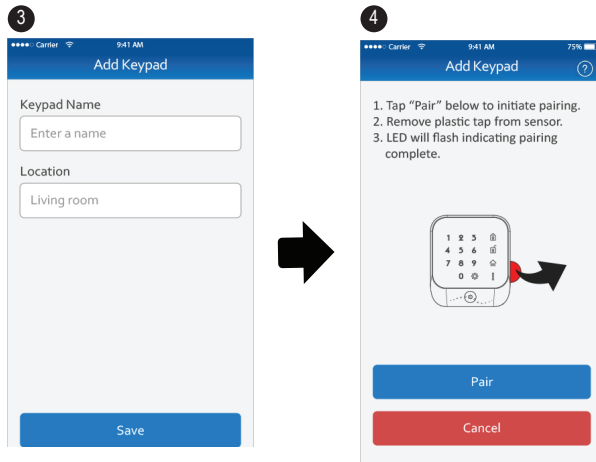 3
Carrier 9:41 AM
Add Keypad
Keypad Name
Enter a name
Location
Living room
Save
4
Carrier 9:41 AM 75%
Add Keypad ?
1. Tap “Pair” below to initiate pairing.
2. Remove plastic tap from sensor.
3. LED will flash indicating pairing
complete.
1 2 3
4 5 6
7 8 9
0
Pair
Cancel